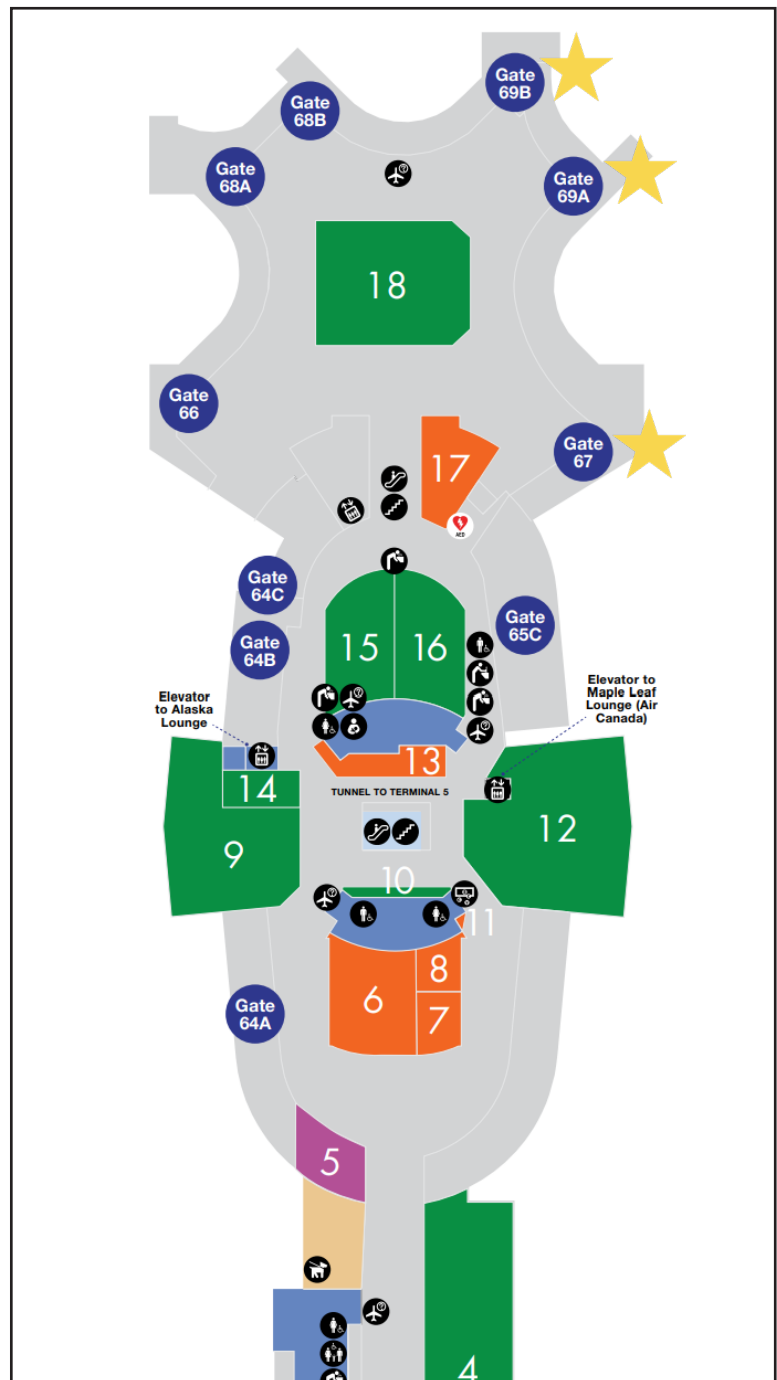 Gate
69B
Gate
68B
Gate
68A
Gate
69A
18
Gate
66
Gate
67
17
AED
Gate
64C
Gate
65C
Gate
64B
15
16
Elevator
to Alaska
Lounge
Elevator to
Maple Leaf
Lounge (Air
Canada)
13
14
TUNNEL TO TERMINAL 5
9
12
10
11
8
6
7
Gate
64A
5
4